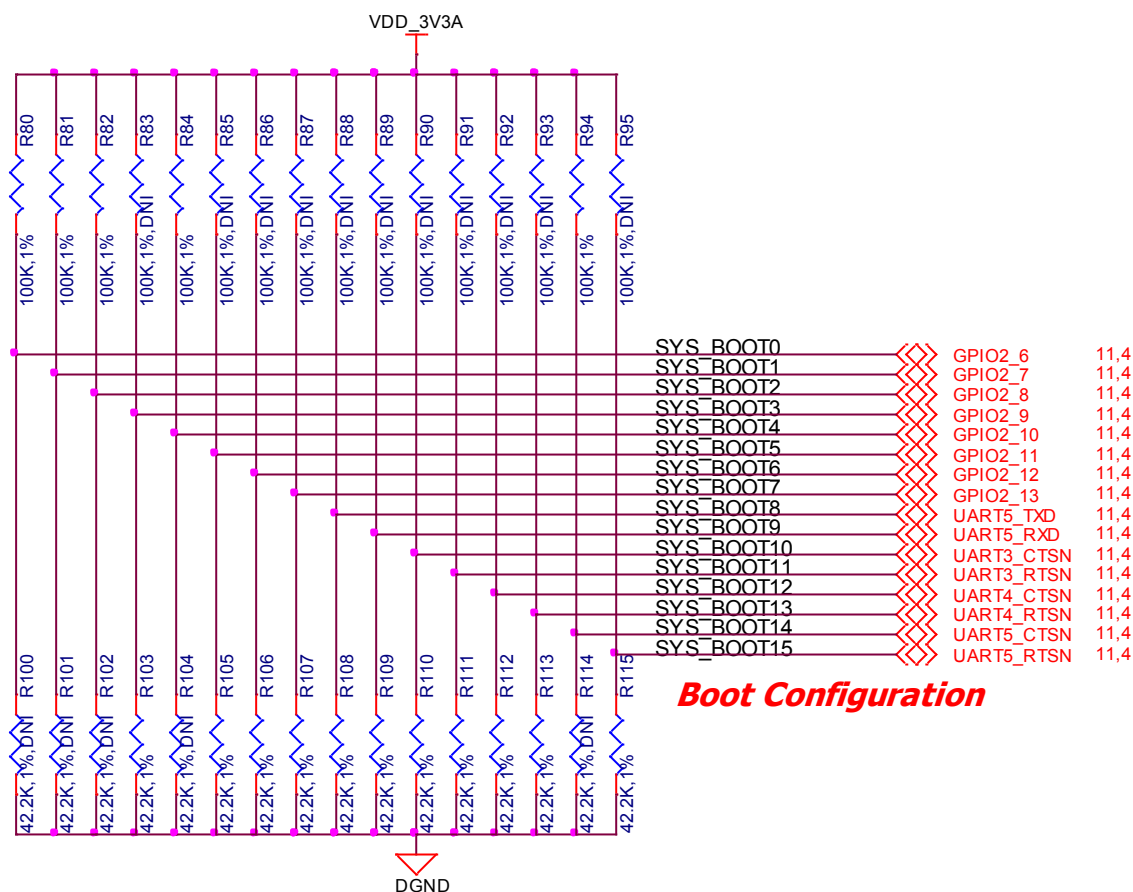 VDD_3V3A
R80
R81
R82
R83
R84
R85
R86
R87
R88
R89
R90
R91
R92
R93
R94
R95
100K,1%
100K,1%
100K,1%
100K,1%,DNI
100K,1%
100K,1%,DNI
100K,1%,DNI
100K,1%,DNI
100K,1%,DNI
100K,1%,DNI
100K,1%,DNI
100K,1%,DNI
100K,1%,DNI
100K,1%,DNI
100K,1%
100K,1%,DNI
SYS_BOOT0 GPIO2_6 11,4
SYS_BOOT1 GPIO2_7 11,4
SYS_BOOT2 GPIO2_8 11,4
SYS_BOOT3 GPIO2_9 11,4
SYS_BOOT4 GPIO2_10 11,4
SYS_BOOT5 GPIO2_11 11,4
SYS_BOOT6 GPIO2_12 11,4
SYS_BOOT7 GPIO2_13 11,4
SYS_BOOT8 UART5_TXD 11,4
SYS_BOOT9 UART5_RXD 11,4
SYS_BOOT10 UART3_CTSN 11,4
SYS_BOOT11 UART3_RTSN 11,4
SYS_BOOT12 UART4_CTSN 11,4
SYS_BOOT13 UART4_RTSN 11,4
SYS_BOOT14 UART5_CTSN 11,4
SYS_BOOT15 UART5_RTSN 11,4
Boot Configuration
R100
R101
R102
R103
R104
R105
R106
R107
R108
R109
R110
R111
R112
R113
R114
R115
42.2K,1%,DNI
42.2K,1%,DNI
42.2K,1%,DNI
42.2K,1%
42.2K,1%,DNI
42.2K,1%
42.2K,1%
42.2K,1%
42.2K,1%
42.2K,1%
42.2K,1%
42.2K,1%
42.2K,1%
42.2K,1%
42.2K,1%,DNI
42.2K,1%
DGND